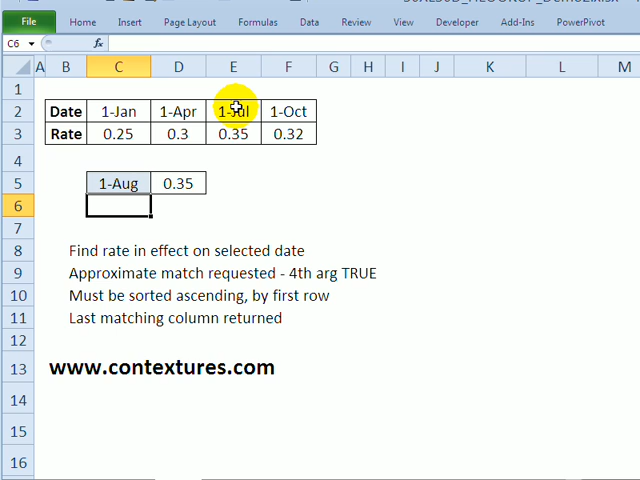 File Home Insert Page Layout Formulas Data Review View Developer Add-Ins PowerPivot
C6 fx
A B C D E F G H I J K L M
1
2 Date 1-Jan 1-Apr 1-Jul 1-Oct
3 Rate 0.25 0.3 0.35 0.32
4
5 1-Aug 0.35
6
7
8 Find rate in effect on selected date
9 Approximate match requested - 4th arg TRUE
10 Must be sorted ascending, by first row
11 Last matching column returned
12
13 www.contextures.com
14
15
16